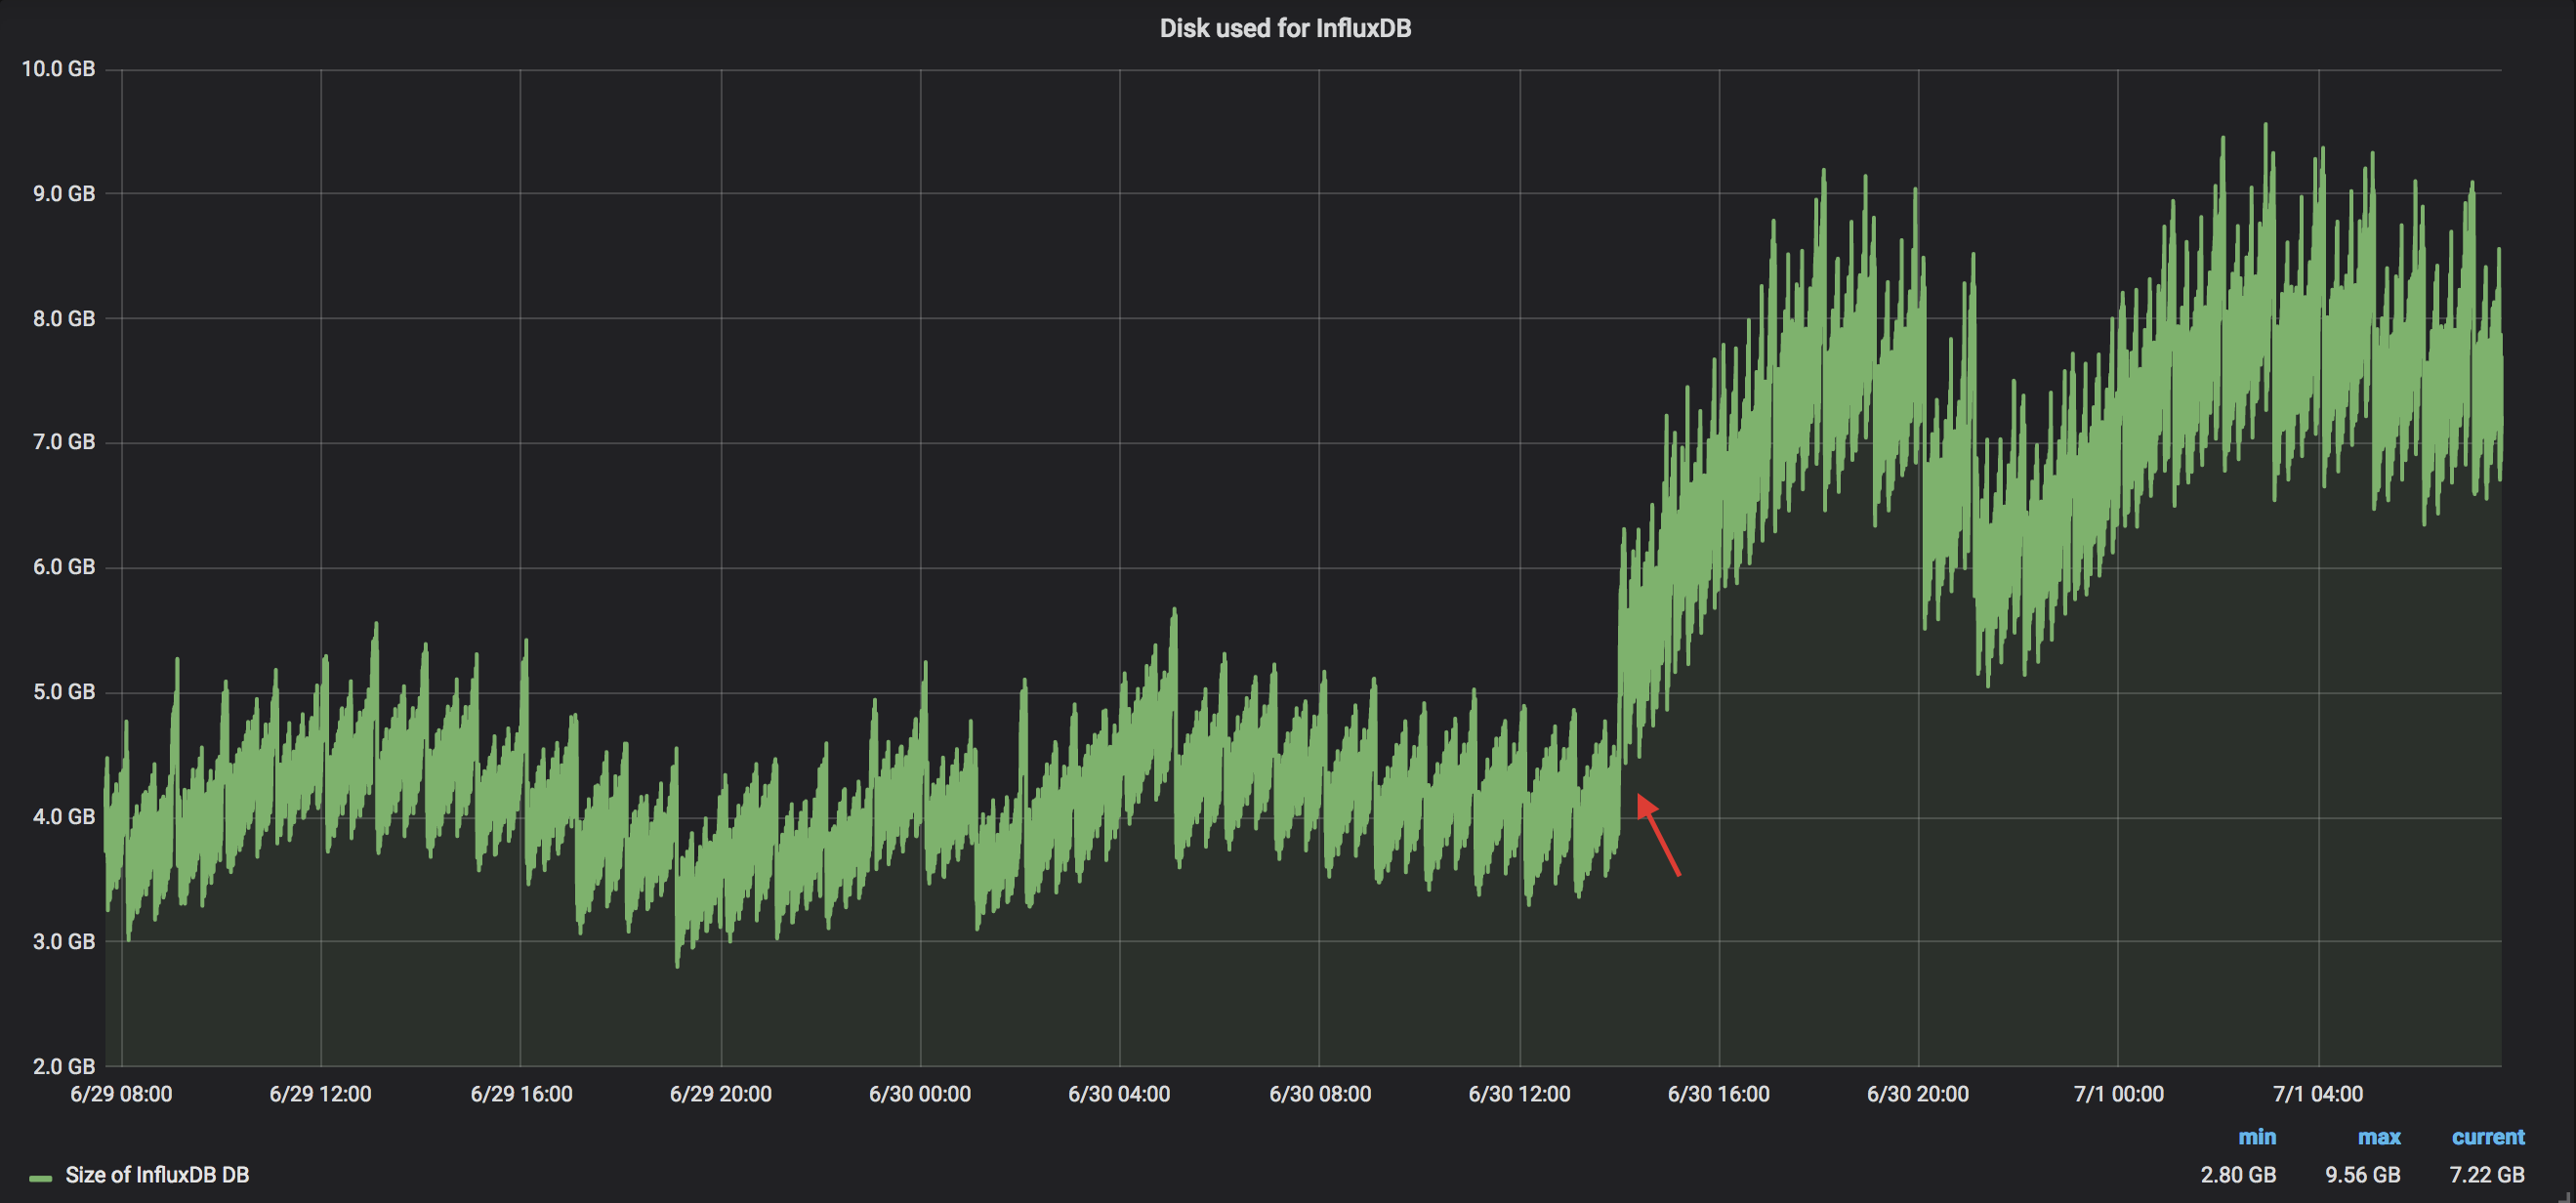 Disk used for InfluxDB
10.0 GB
9.0 GB
8.0 GB
7.0 GB
6.0 GB
5.0 GB
4.0 GB
3.0 GB
2.0 GB
6/29 08:00 6/29 12:00 6/29 16:00 6/29 20:00 6/30 00:00 6/30 04:00 6/30 08:00 6/30 12:00 6/30 16:00 6/30 20:00 7/1 00:00 7/1 04:00
min max current
Size of InfluxDB DB 2.80 GB 9.56 GB 7.22 GB